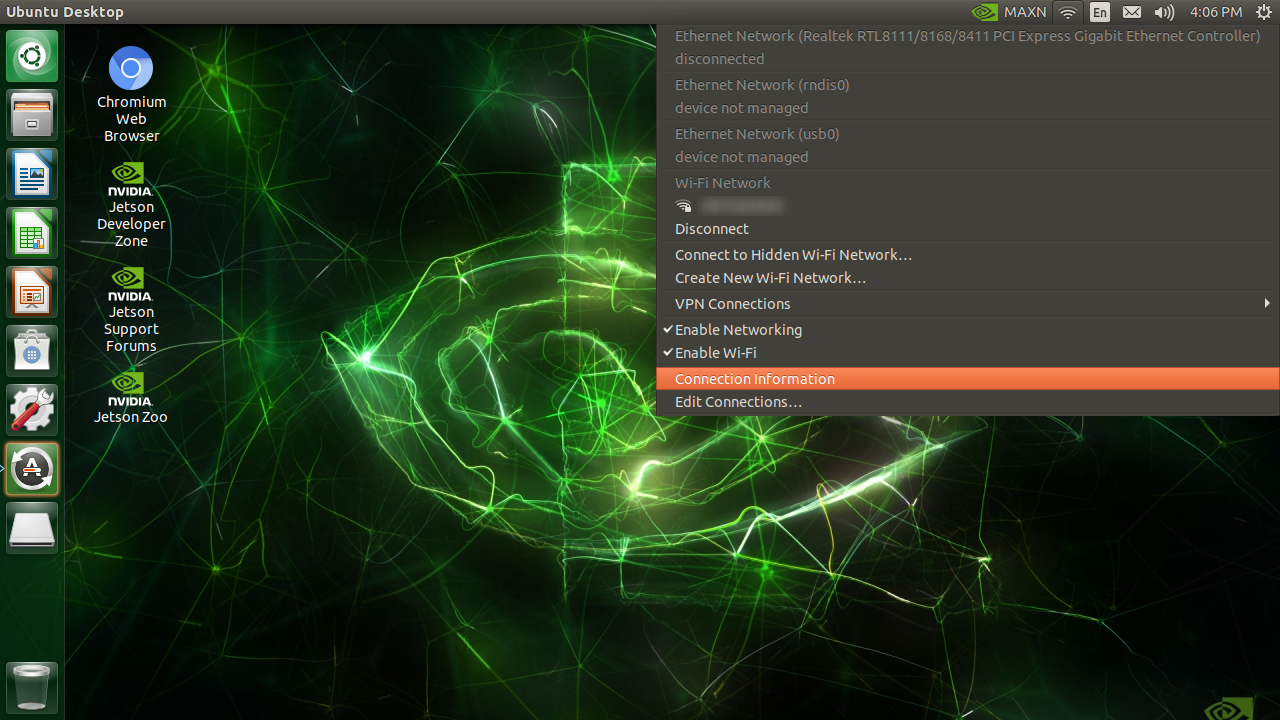 Ubuntu Desktop
MAXN
En
4:06 PM
Chromium
Web
Browser
NVIDIA.
Jetson
Developer
Zone
NVIDIA.
Jetson
Support
Forums
NVIDIA.
Jetson Zoo
Ethernet Network (Realtek RTL8111/8168/8411 PCI Express Gigabit Ethernet Controller)
disconnected
Ethernet Network (rndis0)
device not managed
Ethernet Network (usb0)
device not managed
Wi-Fi Network
Disconnect
Connect to Hidden Wi-Fi Network…
Create New Wi-Fi Network…
VPN Connections
Enable Networking
Enable Wi-Fi
Connection Information
Edit Connections…